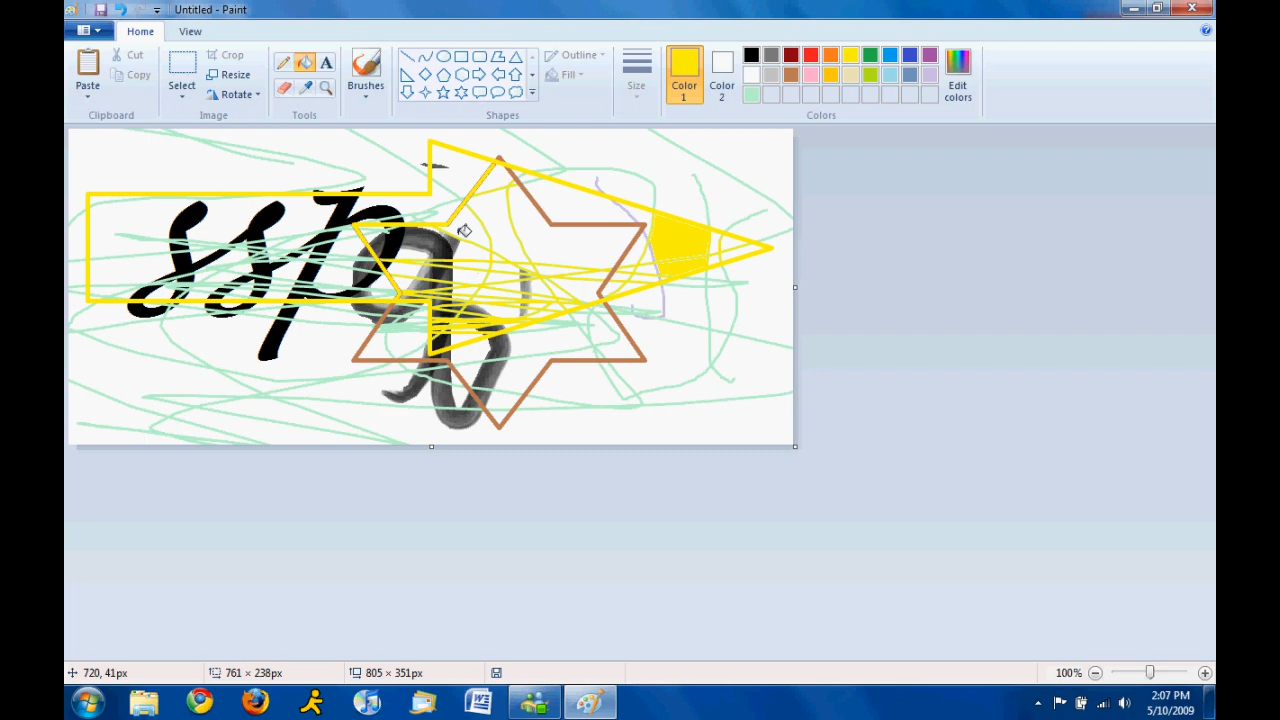 Untitled - Paint
Home View
Paste
Cut
Copy
Clipboard
Select
Crop
Resize
Rotate
Image
A
Tools
Brushes
Outline
Fill
Shapes
Size
Color 1
Color 2
Edit colors
Colors
ssp
720, 41px
761 × 238px
805 × 351px
100%
W
2:07 PM
5/10/2009